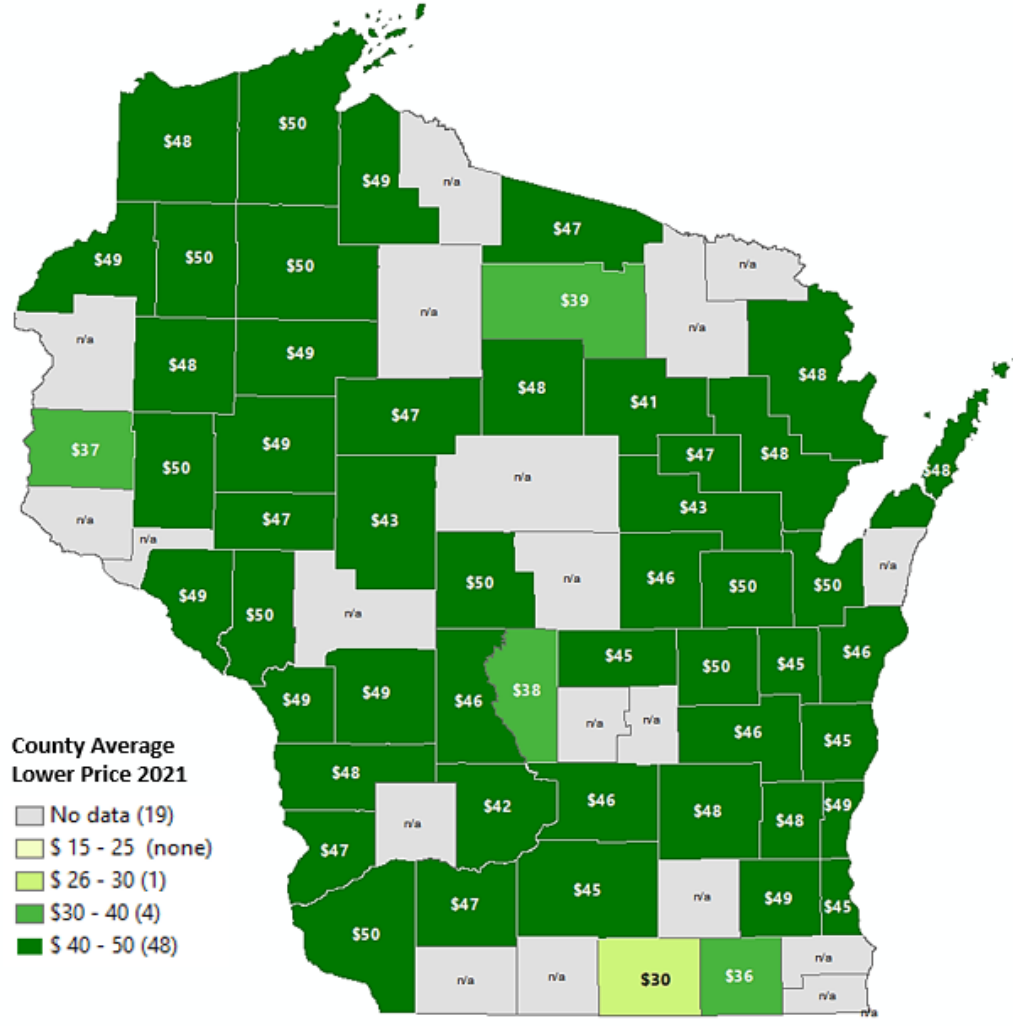 $48
$50
$49
n/a
$47
$49
$50
$50
n/a
n/a
$39
n/a
n/a
$48
$49
$48
$48
$41
$47
$37
$50
$49
n/a
$47
$48
$48
n/a
n/a
$47
$43
$43
$49
$50
n/a
$50
n/a
$46
$50
$50
n/a
$49
$49
$46
$38
$45
$50
$45
$46
n/a
n/a
$46
$45
County Average
Lower Price 2021
$48
n/a
$42
$46
$48
$48
$49
No data (19)
$ 15 - 25  (none)
$ 26 - 30 (1)
$30 - 40 (4)
$ 40 - 50 (48)
$47
$47
$45
n/a
$49
$45
$50
n/a
n/a
$30
$36
n/a
n/a
n/a